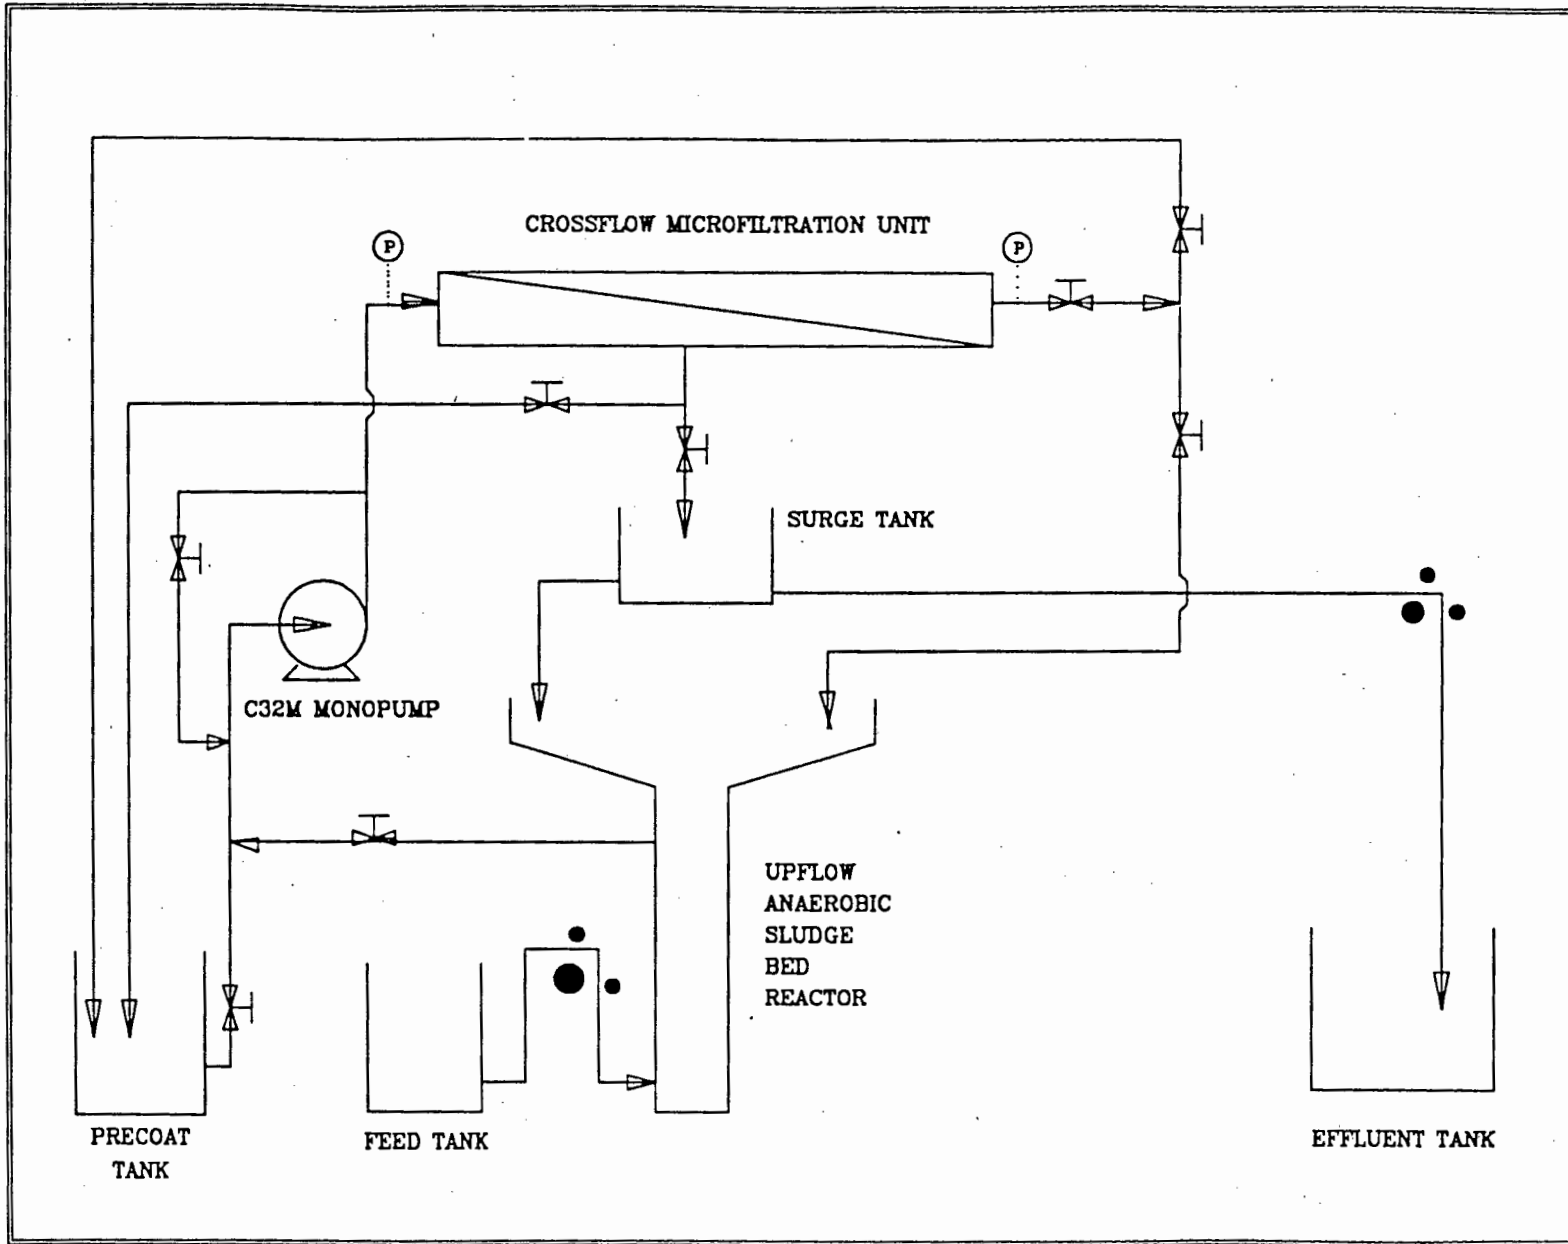 CROSSFLOW MICROFILTRATION UNIT
P
P
SURGE TANK
C32M MONOPUMP
UPFLOW
ANAEROBIC
SLUDGE
BED
REACTOR
PRECOAT
TANK
FEED TANK
EFFLUENT TANK